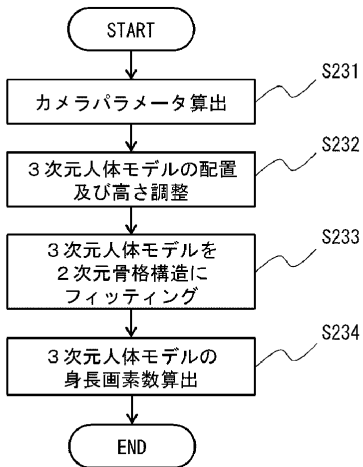 START
S231
カメラパラメータ算出
S232
３次元人体モデルの配置
及び高さ調整
S233
３次元人体モデルを
２次元骨格構造に
フィッティング
S234
３次元人体モデルの
身長画素数算出
END